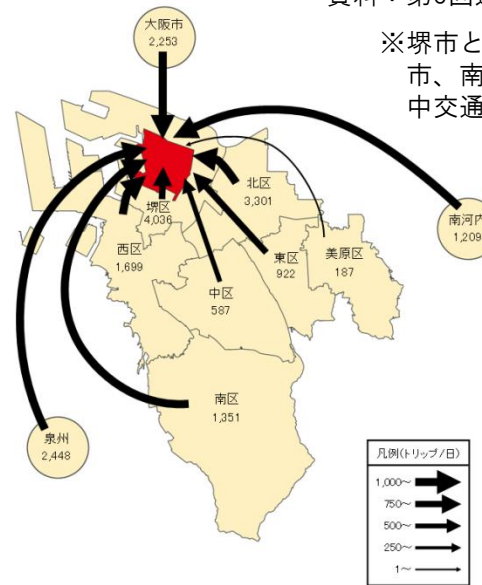 大阪市
2,253
※堺市と
市、南
中交通
北区
3,301
堺区
4,036
南河内
1,209
西区
1,699
東区
922
美原区
187
中区
587
南区
1,351
泉州
2,448
凡例(トリップ/日)
1,000～
750～
500～
250～
1～